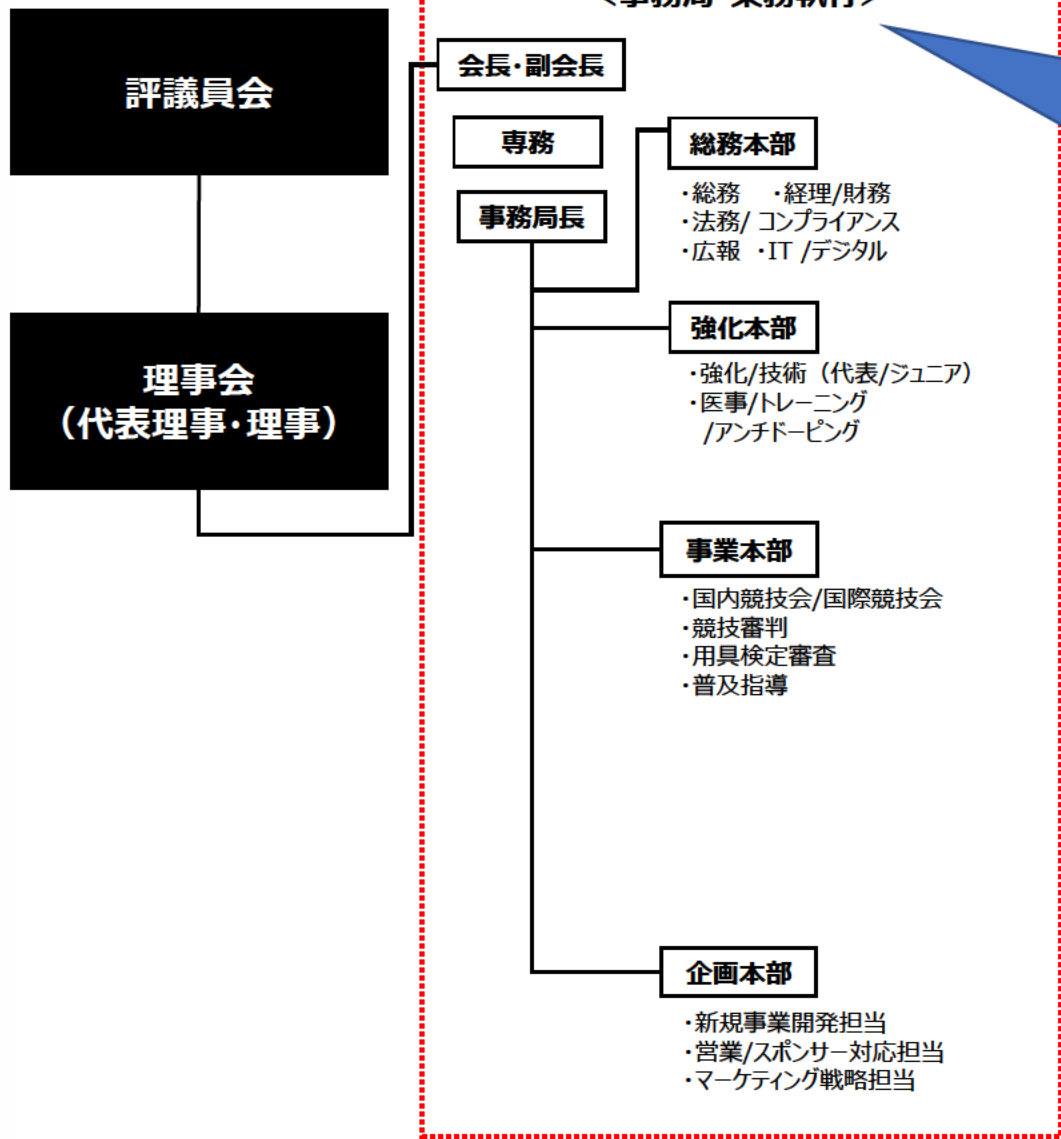 <事務局 業務執行>
評議員会
理事会
（代表理事・理事）
会長・副会長
専務
事務局長
総務本部
・総務　・経理/財務
・法務/ コンプライアンス
・広報　・IT /デジタル
強化本部
・強化/技術（代表/ジュニア）
・医事/トレーニング
/アンチドーピング
事業本部
・国内競技会/国際競技会
・競技審判
・用具検定審査
・普及指導
企画本部
・新規事業開発担当
・営業/スポンサー対応担当
・マーケティング戦略担当